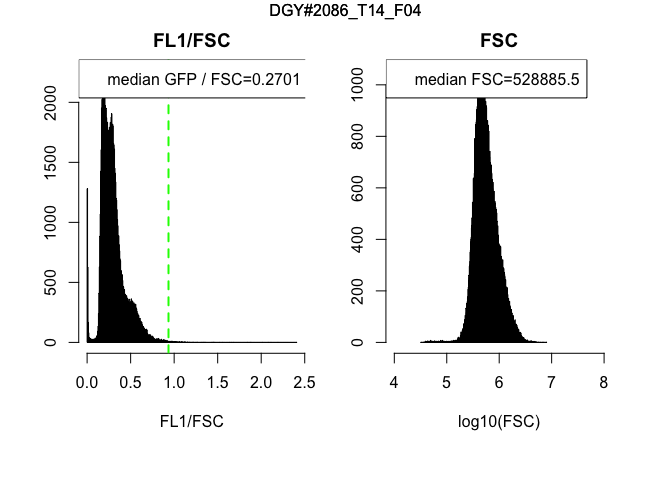 DGY#2086_T14_F04
FL1/FSC
median GFP / FSC=0.2701
2000
1500
1000
500
0
0.0 0.5 1.0 1.5 2.0 2.5
FL1/FSC
FSC
median FSC=528885.5
1000
800
600
400
200
0
4 5 6 7 8
log10(FSC)